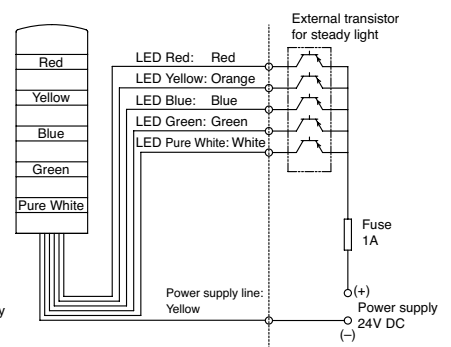 External transistor
for steady light
Red
Yellow
Blue
Green
Pure White
LED Red: Red
LED Yellow: Orange
LED Blue: Blue
LED Green: Green
LED Pure White: White
Fuse
1A
(+)
Power supply
24V DC
(–)
Power supply line:
Yellow
y